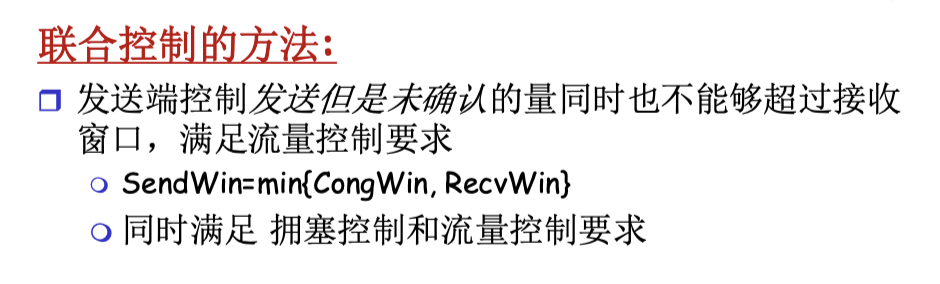 联合控制的方法:
发送端控制发送但是未确认的量同时也不能够超过接收
窗口，满足流量控制要求
SendWin=min{CongWin, RecvWin}
同时满足 拥塞控制和流量控制要求